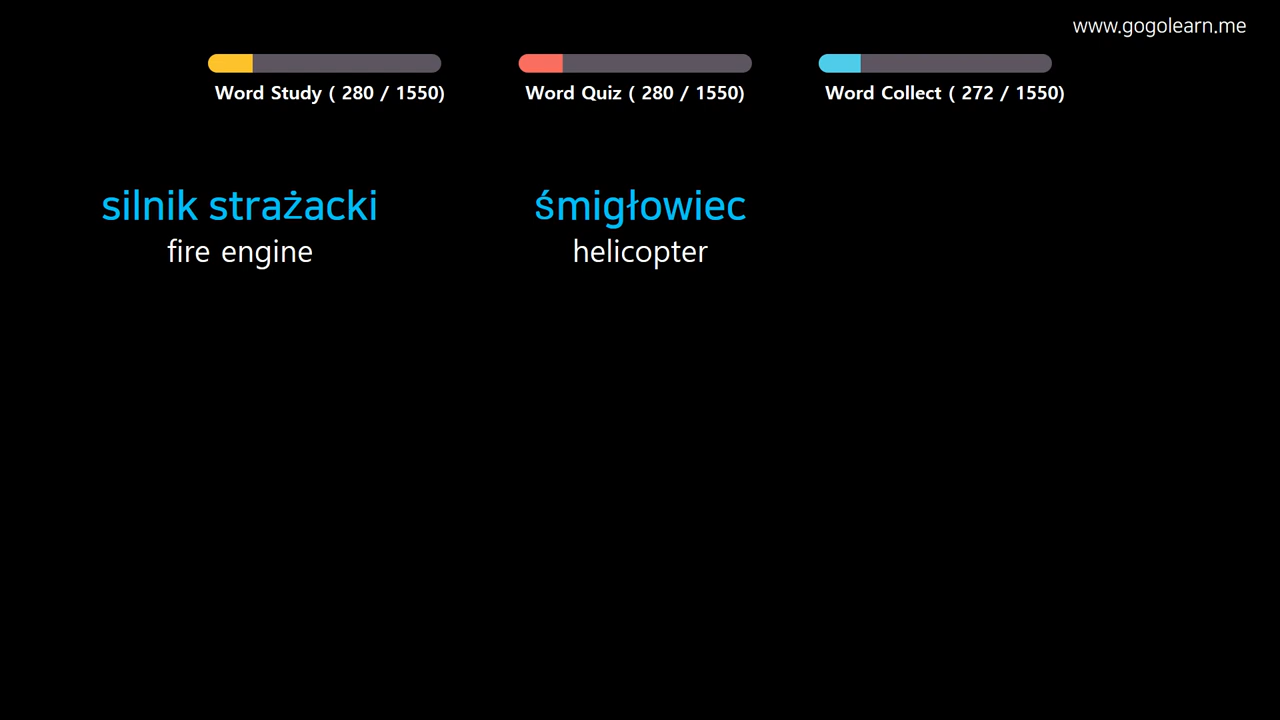 www.gogolearn.me
Word Study ( 280 / 1550)
Word Quiz ( 280 / 1550)
Word Collect ( 272 / 1550)
silnik strażacki
fire engine
śmigłowiec
helicopter